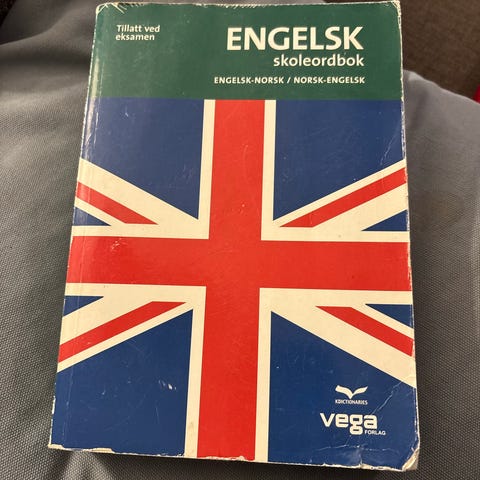 Tillatt ved
eksamen
ENGELSK
skoleordbok
ENGELSK-NORSK / NORSK-ENGELSK
KDICTIONARIES
vega
FORLAG